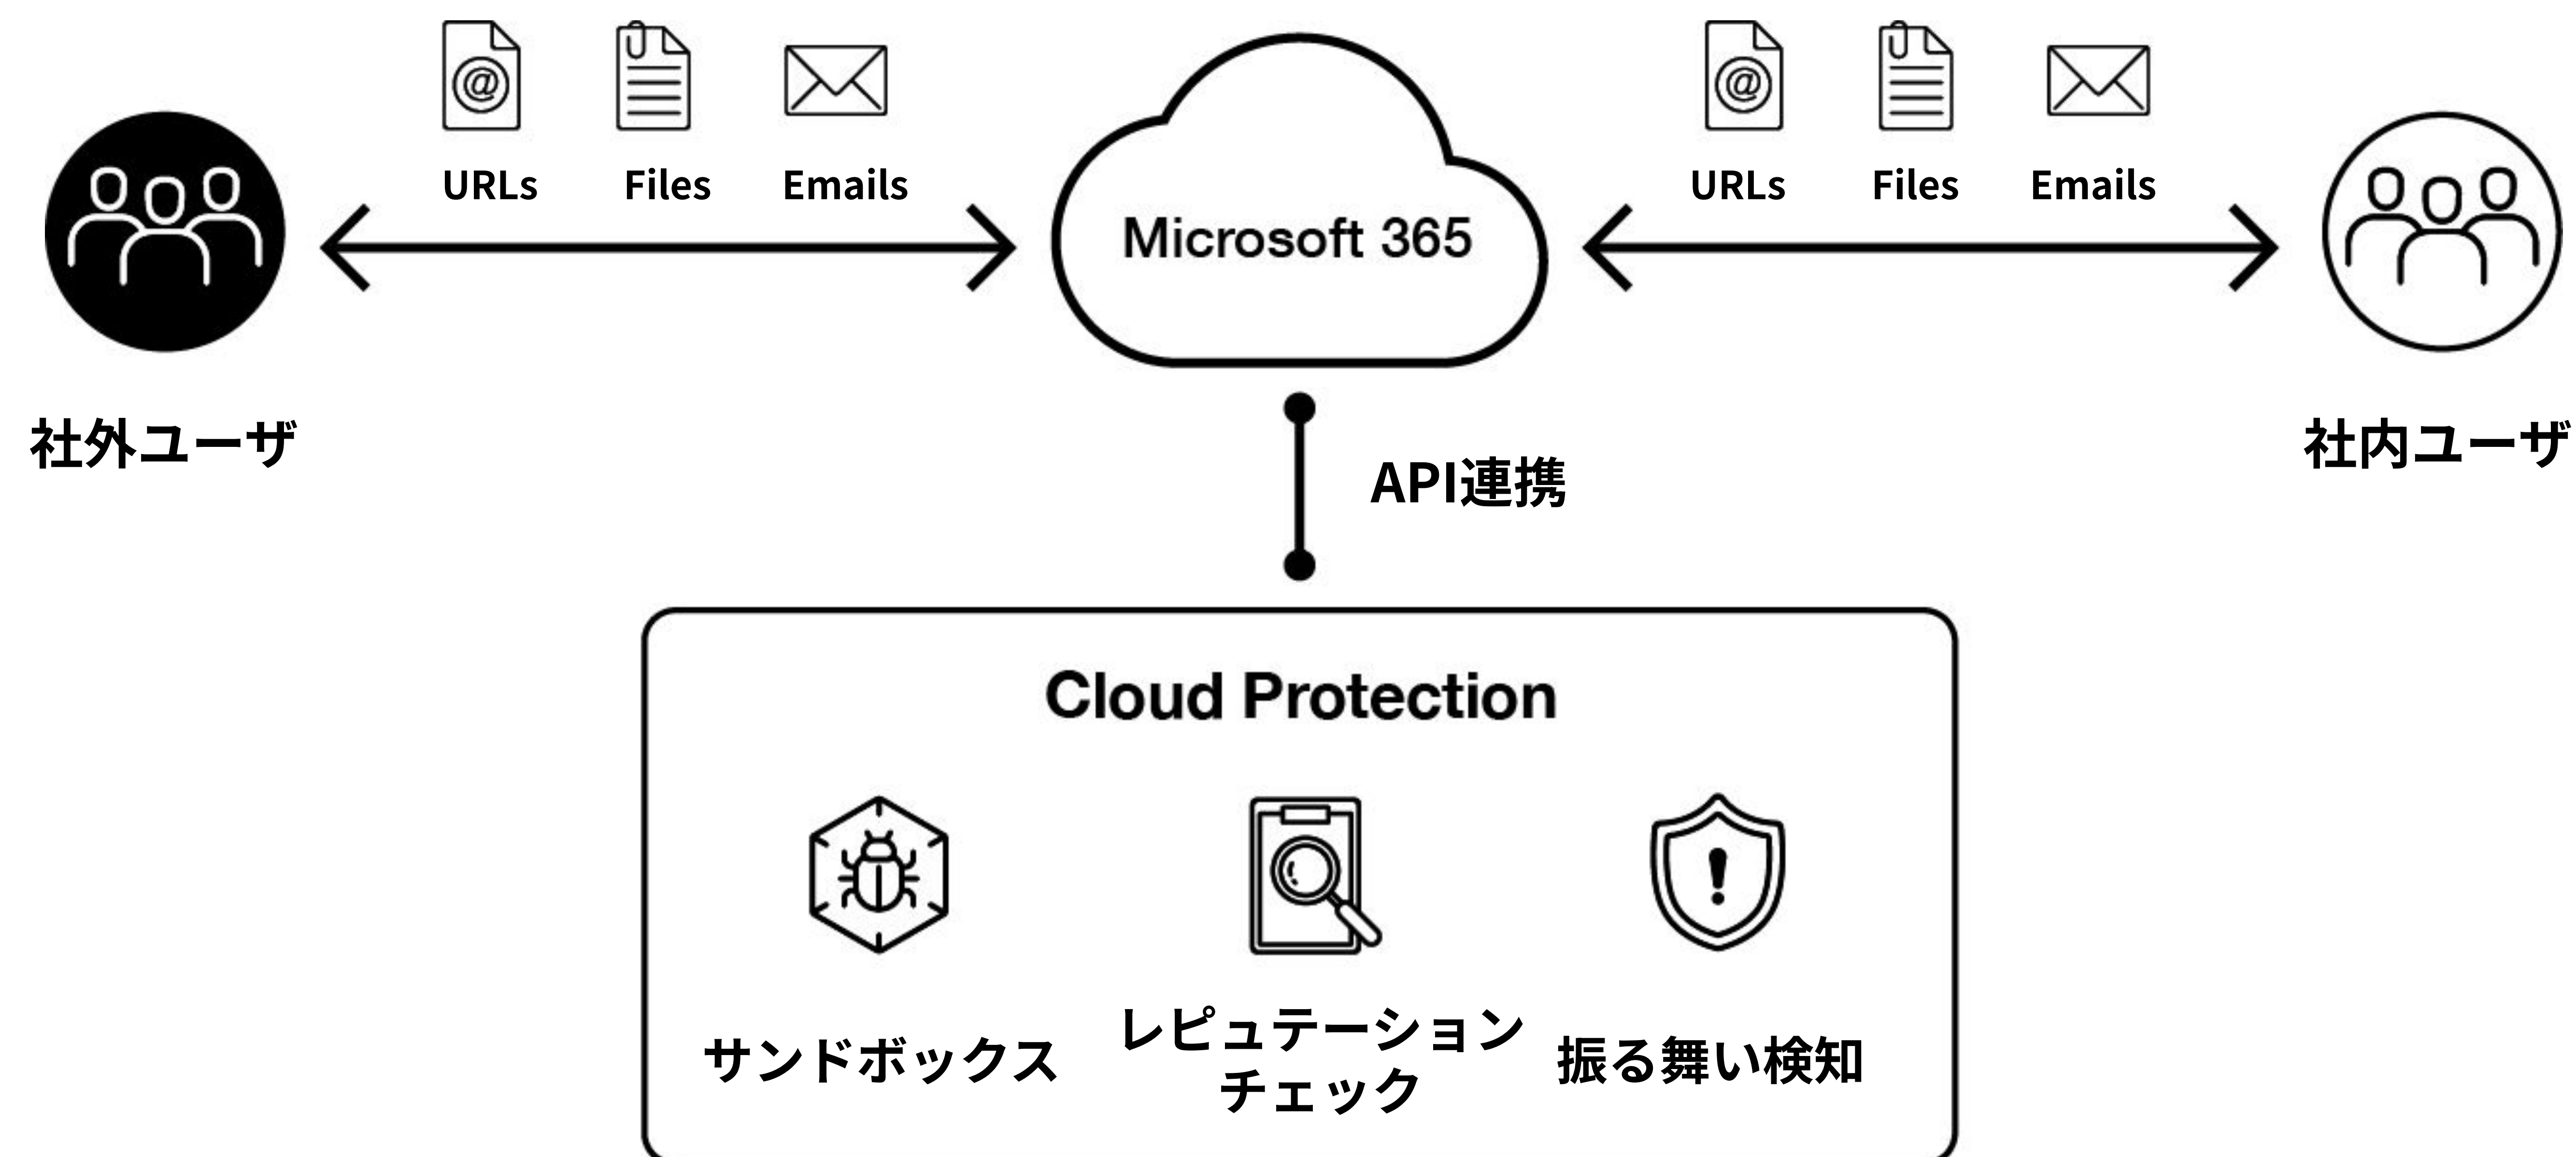 URLs
Files
Emails
URLs
Files
Emails
Microsoft 365
社外ユーザ
社内ユーザ
API連携
Cloud Protection
サンドボックス
レピュテーション
チェック
振る舞い検知